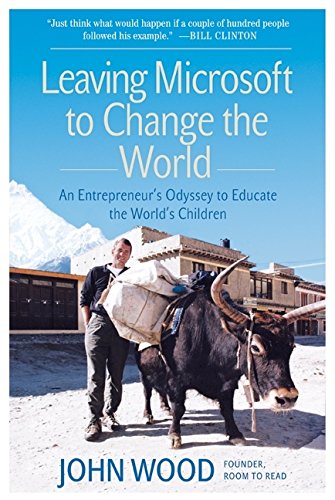 "Just think what would happen if a couple of hundred people
followed his example." —BILL CLINTON
Leaving Microsoft
to Change the
World
An Entrepreneur's Odyssey to Educate
the World's Children
JOHN WOOD
FOUNDER,
ROOM TO READ